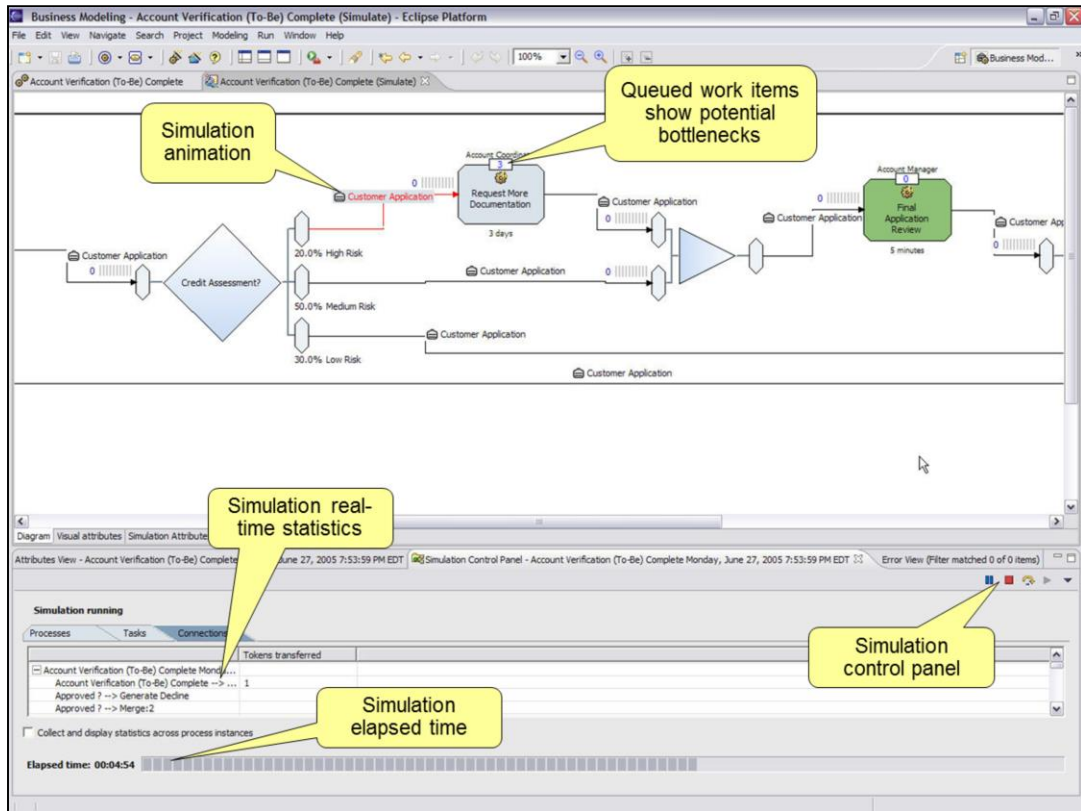 Business Modeling - Account Verification (To-Be) Complete (Simulate) - Eclipse Platform
File Edit View Navigate Search Project Modeling Run Window Help
100%
Business Mod...
Account Verification (To-Be) Complete
Account Verification (To-Be) Complete (Simulate)
Simulation
animation
Queued work items
show potential
bottlenecks
Account Coordina
3
Request More
Documentation
3 days
0
Customer Application
Account Manager
0
Final
Application
Review
5 minutes
0
Customer Application
Customer Application
0
Customer App
0
Customer Application
0
Credit Assessment?
20.0% High Risk
Customer Application
0
50.0% Medium Risk
Customer Application
30.0% Low Risk
Customer Application
Simulation real-
time statistics
Diagram
Visual attributes
Simulation Attribute
Attributes View - Account Verification (To-Be) Complete
une 27, 2005 7:53:59 PM EDT
Simulation Control Panel - Account Verification (To-Be) Complete Monday, June 27, 2005 7:53:59 PM EDT
Error View (Filter matched 0 of 0 items)
Simulation running
Processes
Tasks
Connections
Simulation
control panel
Tokens transferred
Account Verification (To-Be) Complete Monda...
Account Verification (To-Be) Complete --> ... 1
Approved ? --> Generate Decline
Approved ? --> Merge:2
Simulation
elapsed time
Collect and display statistics across process instances
Elapsed time: 00:04:54